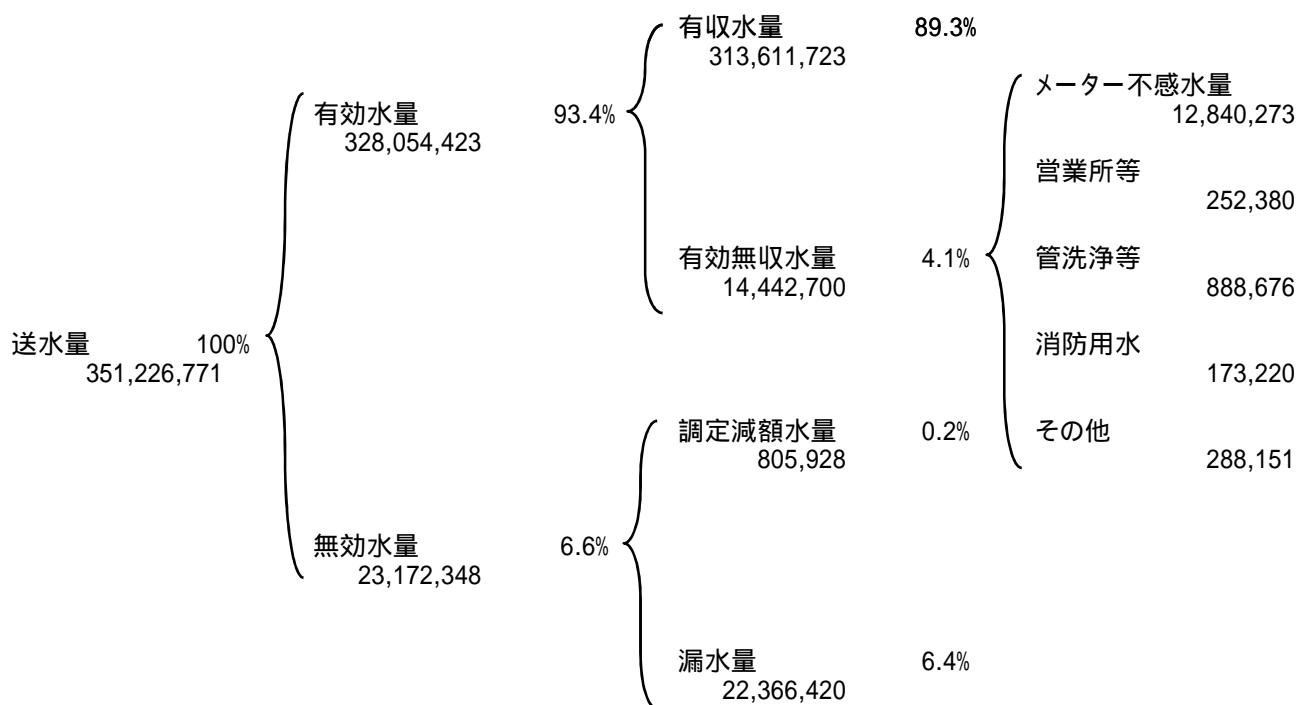 有収水量 89.3%
313,611,723
メーター不感水量
12,840,273
有効水量 93.4%
328,054,423
営業所等
252,380
有効無収水量 4.1%
14,442,700
管洗浄等
888,676
送水量 100%
351,226,771
消防用水
173,220
調定減額水量 0.2%
805,928
その他
288,151
無効水量 6.6%
23,172,348
漏水量 6.4%
22,366,420